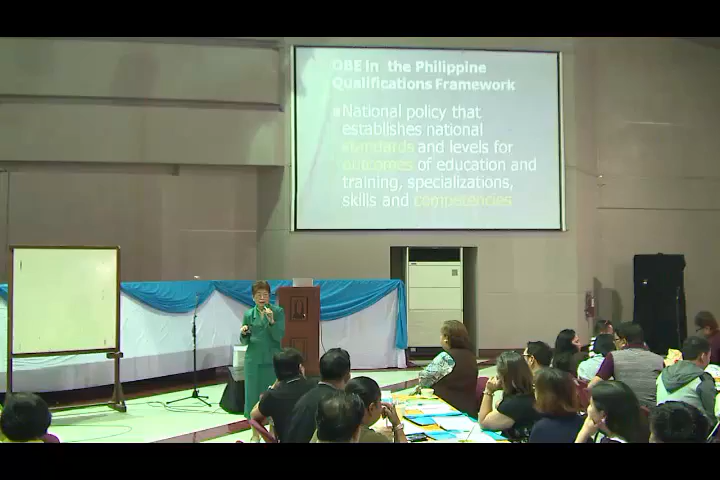 OBE in the Philippine
Qualifications Framework
National policy that
establishes national
standards and levels for
outcomes of education and
training, specializations,
skills and competencies